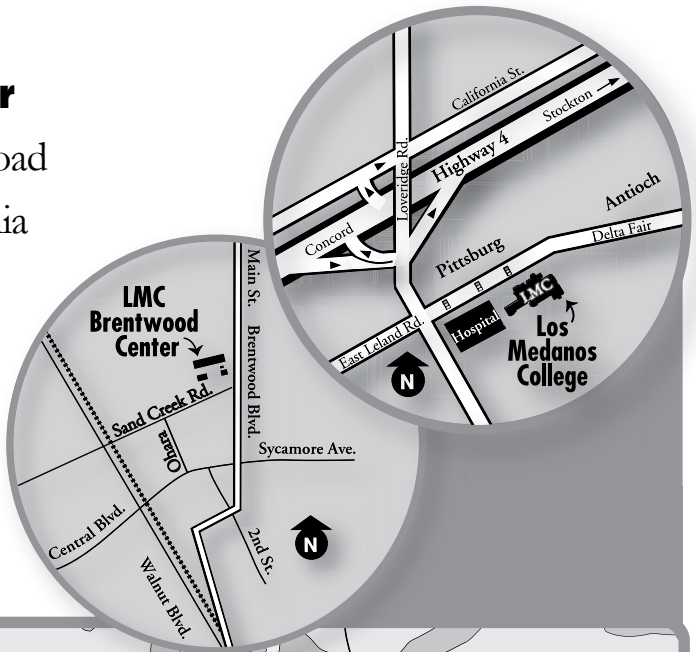 r
oad
nia
California St.
Stockton
Highway 4
Loveridge Rd.
Concord
Antioch
Pittsburg
Delta Fair
LMC
Hospital
East Leland Rd.
Los
Medanos
College
N
LMC
Brentwood
Center
Main St.
Brentwood Blvd.
Sand Creek Rd.
Ohara
Sycamore Ave.
Central Blvd.
2nd St.
Walnut Blvd.
N